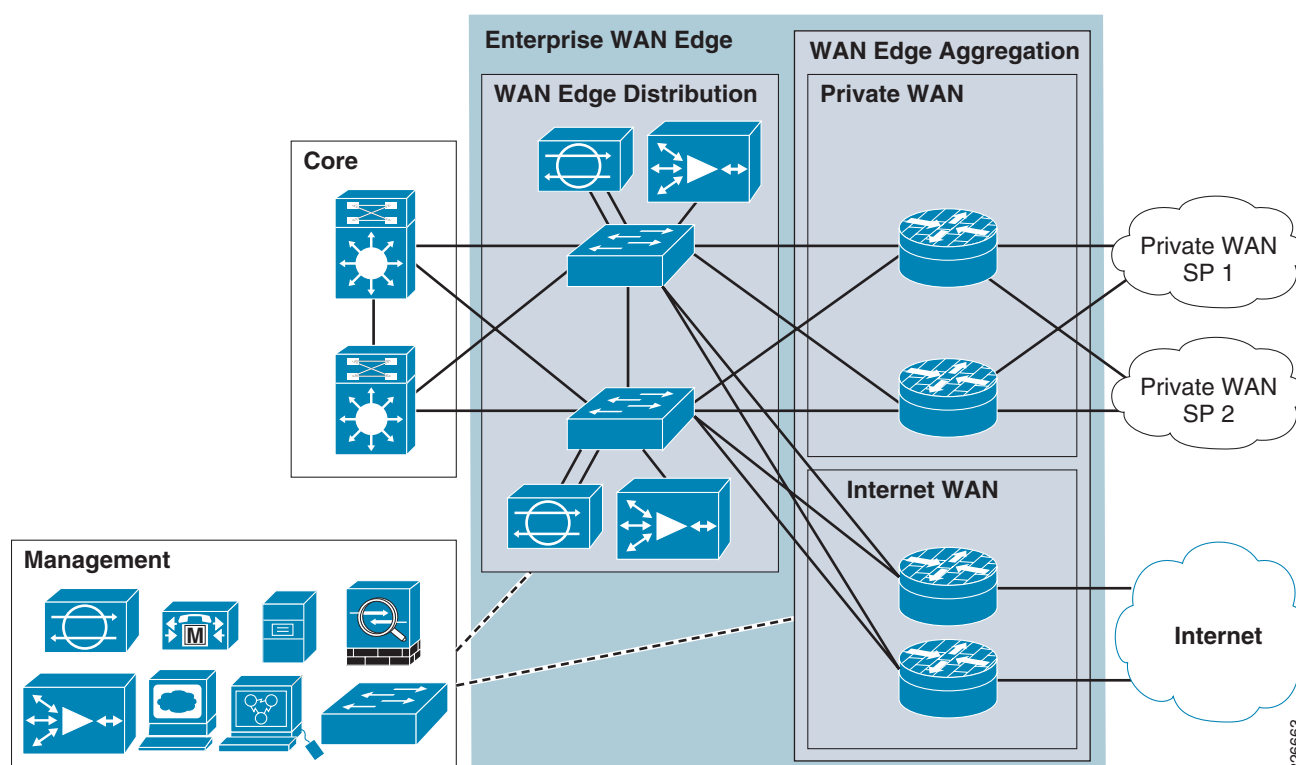 Enterprise WAN Edge
WAN Edge Aggregation
WAN Edge Distribution
Private WAN
Core
Private WAN
SP 1
Private WAN
SP 2
Internet WAN
Management
M
Internet